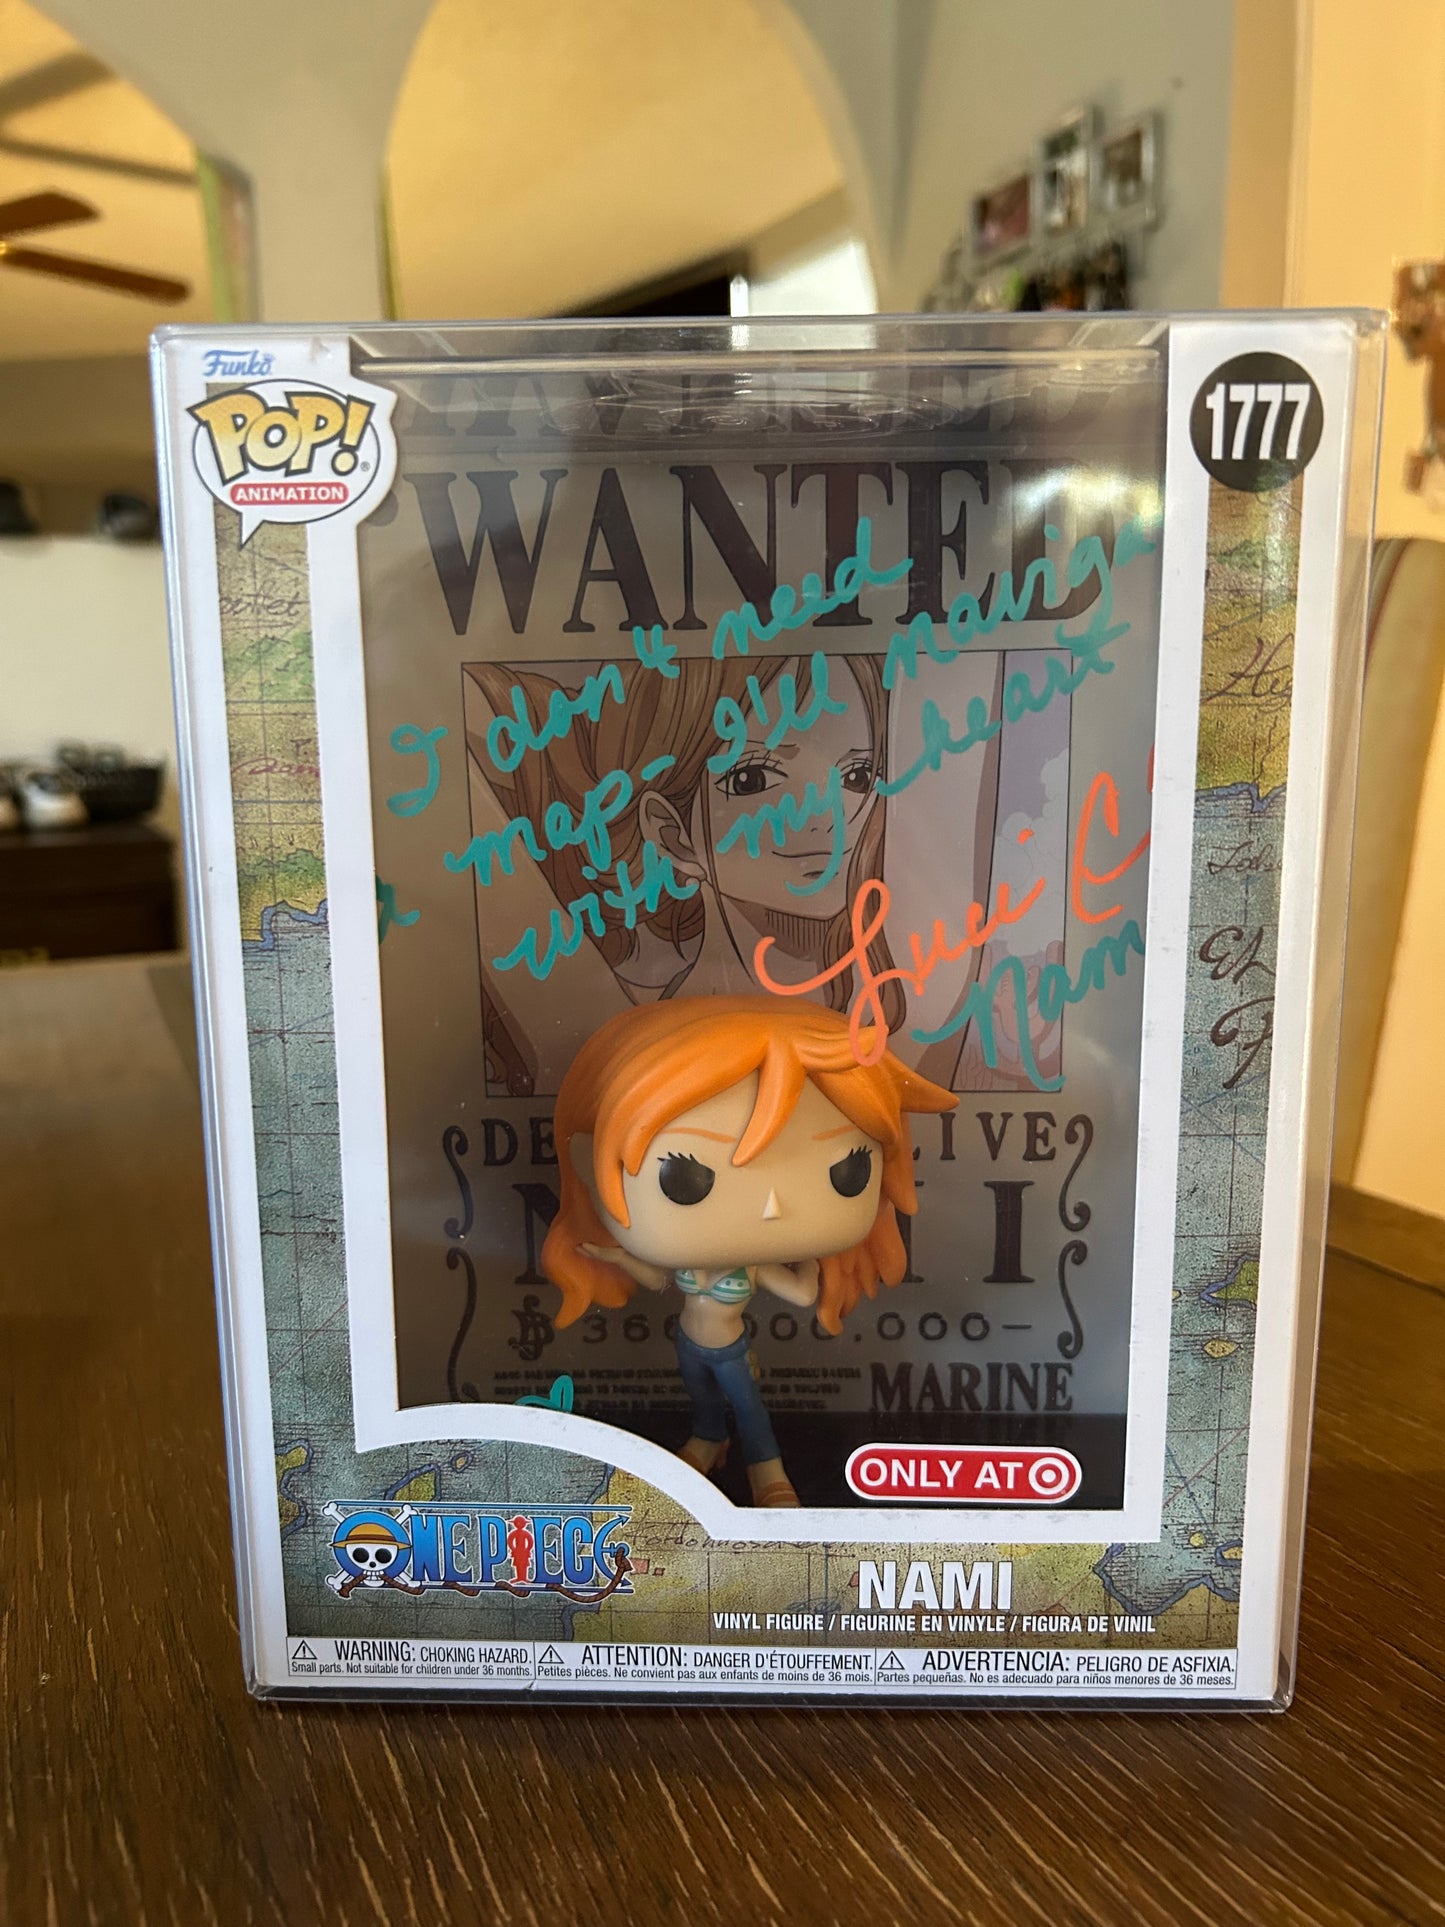 Funko
POP!
ANIMATION
1777
WANTED
I don't need
a map - I'll naviga
with my heart
Luci C
Nam
DE LIVE
N I
MARINE
ONLY AT
ONE PIECE
NAMI
VINYL FIGURE / FIGURINE EN VINYLE / FIGURA DE VINIL
WARNING: CHOKING HAZARD.
Small parts. Not suitable for children under 36 months.
ATTENTION: DANGER D'ÉTOUFFEMENT.
Petites pièces. Ne convient pas aux enfants de moins de 36 mois.
ADVERTENCIA: PELIGRO DE ASFIXIA.
Partes pequeñas. No es adecuado para niños menores de 36 meses.